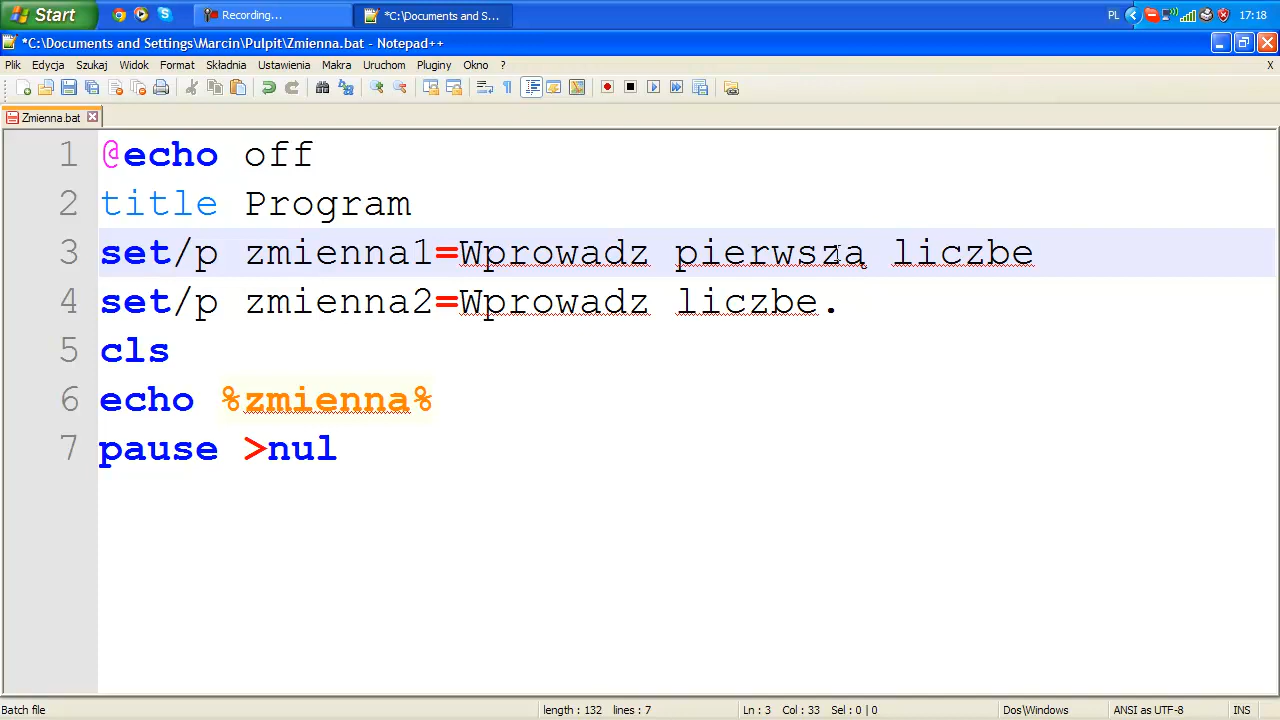 Start Recording... *C:\Documents and S... PL 17:18
*C:\Documents and Settings\Marcin\Pulpit\Zmienna.bat - Notepad++
Plik Edycja Szukaj Widok Format Składnia Ustawienia Makra Uruchom Pluginy Okno ? X
Zmienna.bat
1 @echo off
2 title Program
3 set/p zmienna1=Wprowadz pierwszą liczbe
4 set/p zmienna2=Wprowadz liczbe.
5 cls
6 echo %zmienna%
7 pause >nul
Batch file length : 132 lines : 7 Ln : 3 Col : 33 Sel : 0 | 0 Dos\Windows ANSI as UTF-8 INS